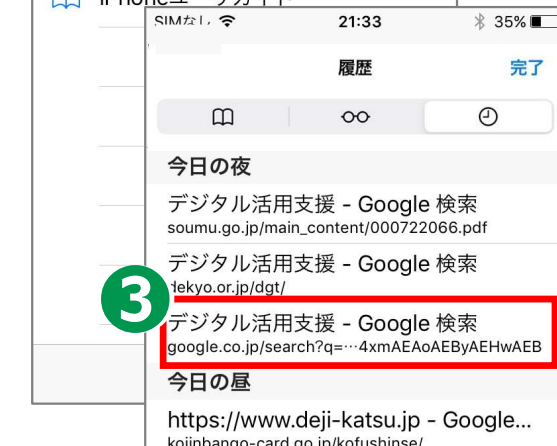 iPhoneユーザガイド
SIMなし 21:33 35%
履歴 完了
今日の夜
デジタル活用支援 - Google 検索
soumu.go.jp/main_content/000722066.pdf
デジタル活用支援 - Google 検索
dekyo.or.jp/dgt/
3
デジタル活用支援 - Google 検索
google.co.jp/search?q=…4xmAEAoAEByAEHwAEB
今日の昼
https://www.deji-katsu.jp - Google...
kojinbango-card.go.jp/kofushinse/